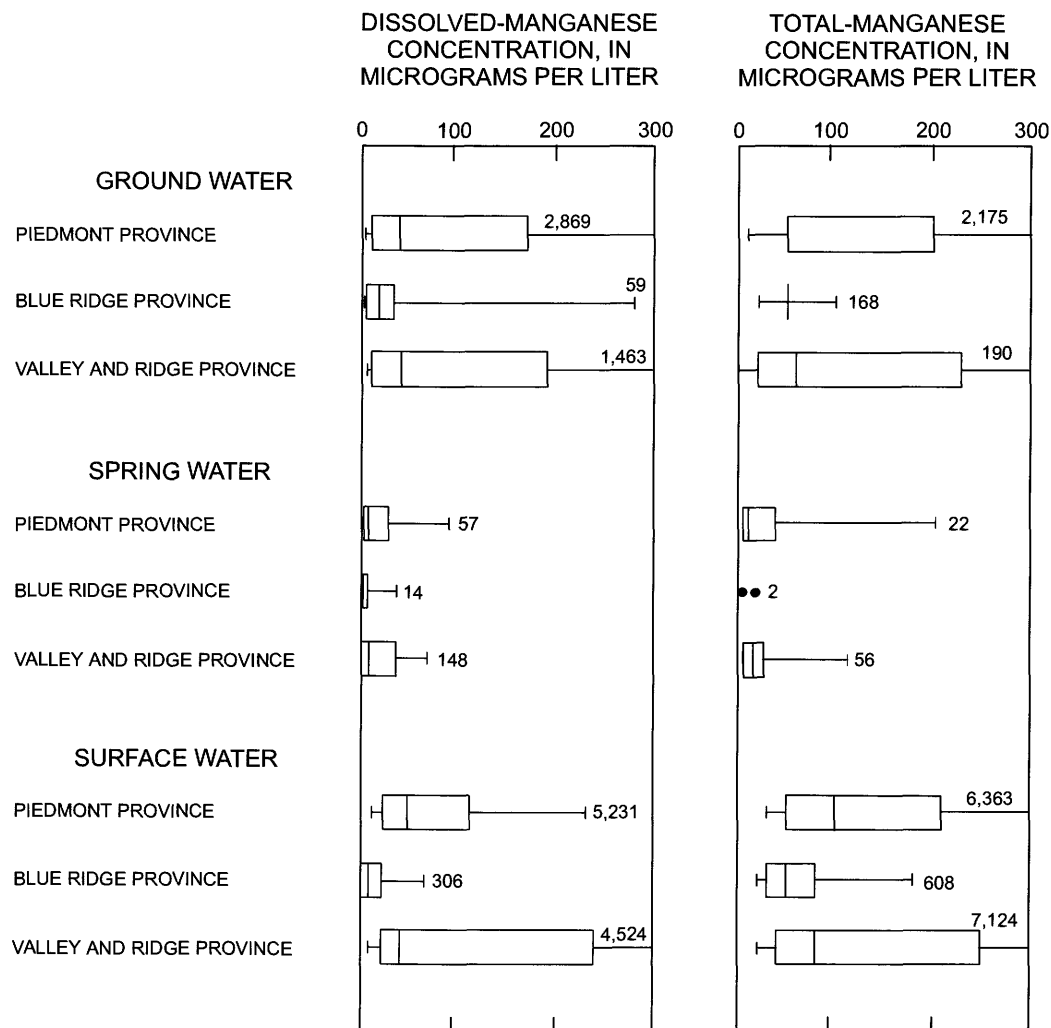 DISSOLVED-MANGANESE
CONCENTRATION, IN
MICROGRAMS PER LITER
TOTAL-MANGANESE
CONCENTRATION, IN
MICROGRAMS PER LITER
0 100 200 300
0 100 200 300
GROUND WATER
PIEDMONT PROVINCE 2,869 2,175
BLUE RIDGE PROVINCE 59 168
VALLEY AND RIDGE PROVINCE 1,463 190
SPRING WATER
PIEDMONT PROVINCE 57 22
BLUE RIDGE PROVINCE 14 2
VALLEY AND RIDGE PROVINCE 148 56
SURFACE WATER
PIEDMONT PROVINCE 5,231 6,363
BLUE RIDGE PROVINCE 306 608
VALLEY AND RIDGE PROVINCE 4,524 7,124